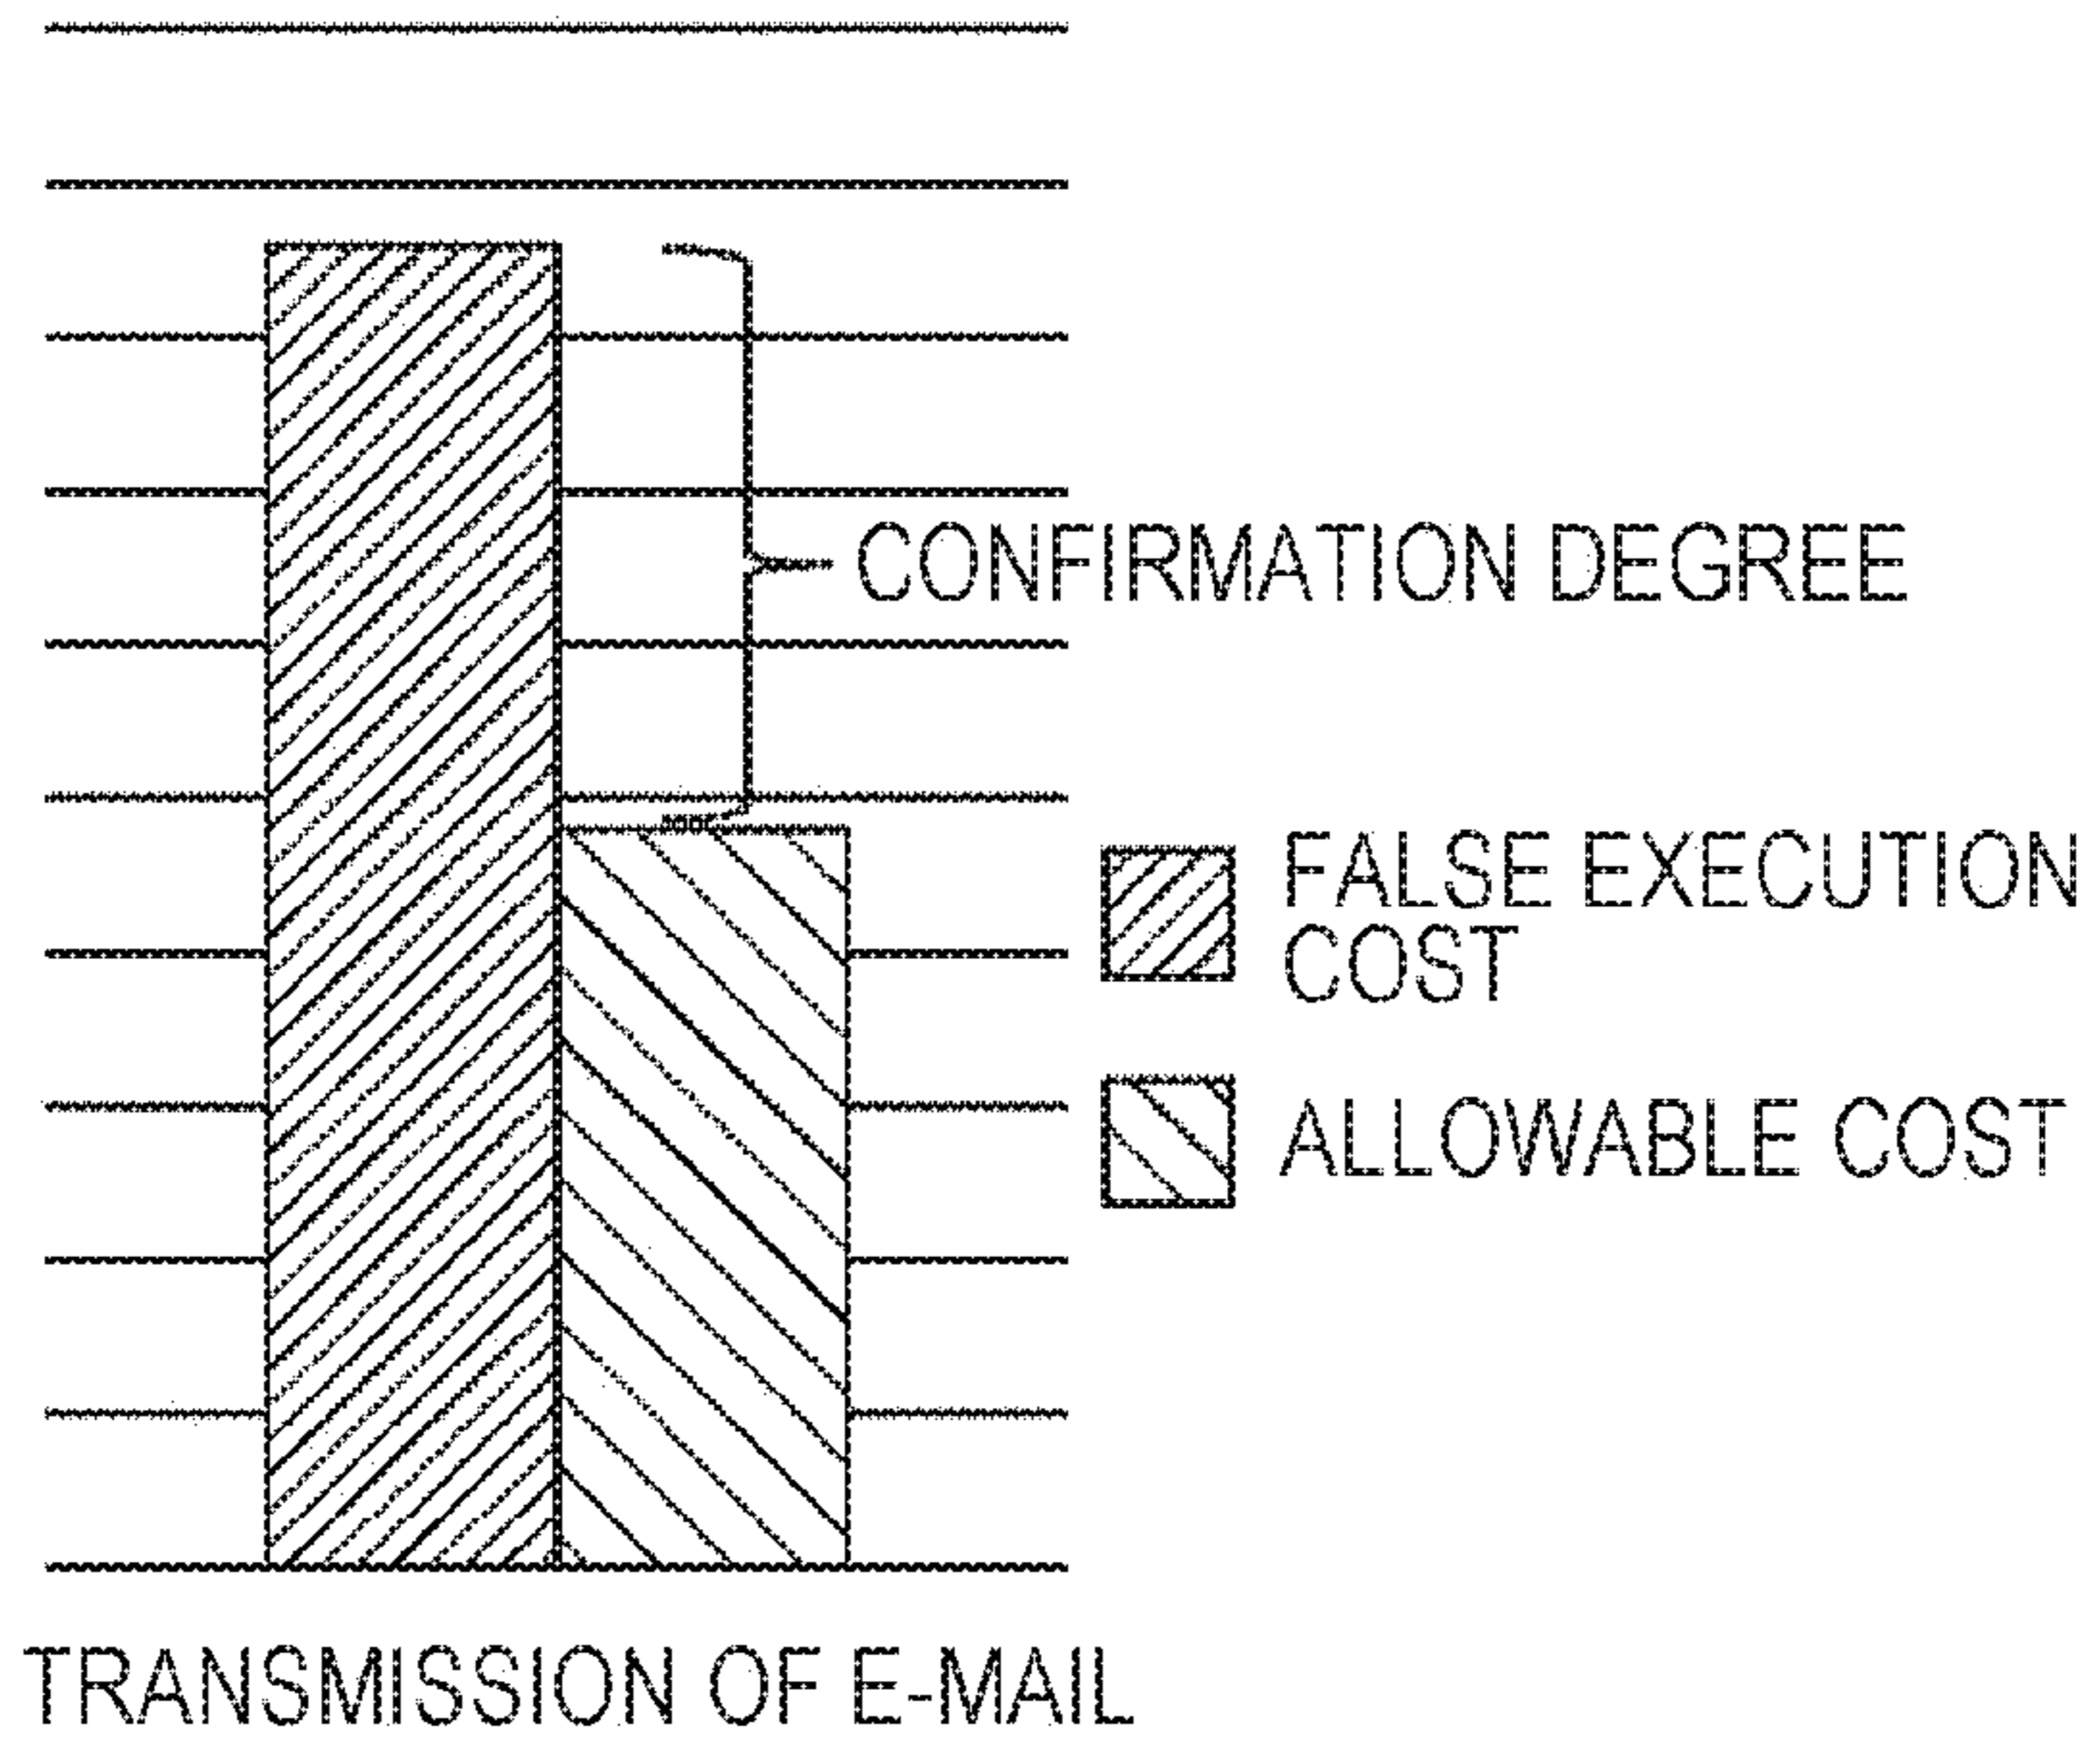 CONFIRMATION DEGREE
FALSE EXECUTION
COST
ALLOWABLE COST
TRANSMISSION OF E-MAIL